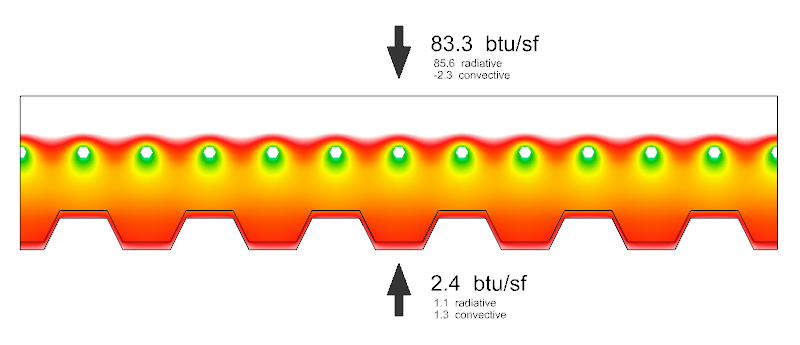 83.3 btu/sf
85.6 radiative
-2.3 convective
2.4 btu/sf
1.1 radiative
1.3 convective